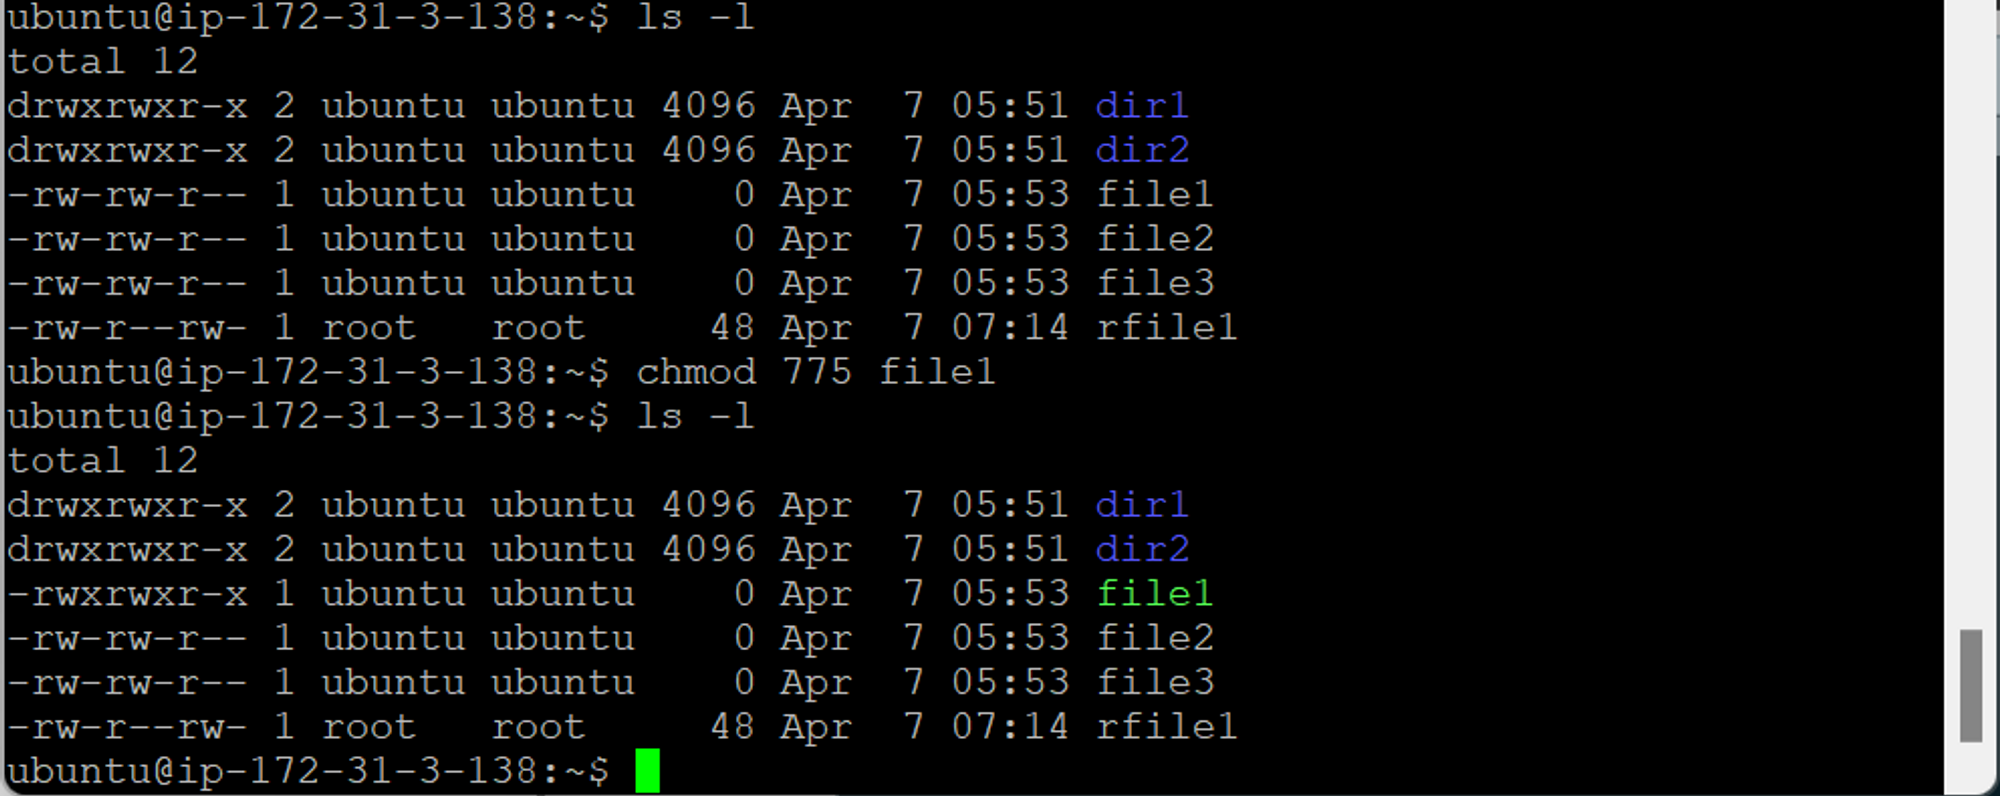 ubuntu@ip-172-31-3-138:~$ ls -l
total 12
drwxrwxr-x 2 ubuntu ubuntu 4096 Apr  7 05:51 dir1
drwxrwxr-x 2 ubuntu ubuntu 4096 Apr  7 05:51 dir2
-rw-rw-r-- 1 ubuntu ubuntu    0 Apr  7 05:53 file1
-rw-rw-r-- 1 ubuntu ubuntu    0 Apr  7 05:53 file2
-rw-rw-r-- 1 ubuntu ubuntu    0 Apr  7 05:53 file3
-rw-r--rw- 1 root   root     48 Apr  7 07:14 rfile1
ubuntu@ip-172-31-3-138:~$ chmod 775 file1
ubuntu@ip-172-31-3-138:~$ ls -l
total 12
drwxrwxr-x 2 ubuntu ubuntu 4096 Apr  7 05:51 dir1
drwxrwxr-x 2 ubuntu ubuntu 4096 Apr  7 05:51 dir2
-rwxrwxr-x 1 ubuntu ubuntu    0 Apr  7 05:53 file1
-rw-rw-r-- 1 ubuntu ubuntu    0 Apr  7 05:53 file2
-rw-rw-r-- 1 ubuntu ubuntu    0 Apr  7 05:53 file3
-rw-r--rw- 1 root   root     48 Apr  7 07:14 rfile1
ubuntu@ip-172-31-3-138:~$